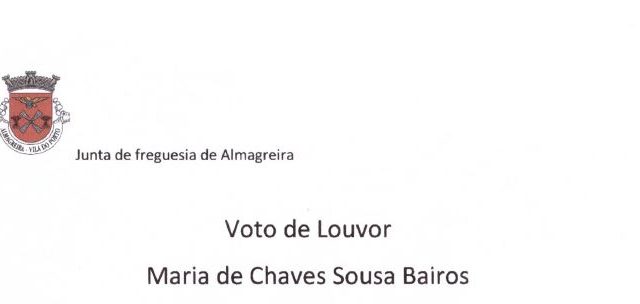 ALMAGREIRA - VILA DO PORTO
Junta de freguesia de Almagreira
Voto de Louvor
Maria de Chaves Sousa Bairos